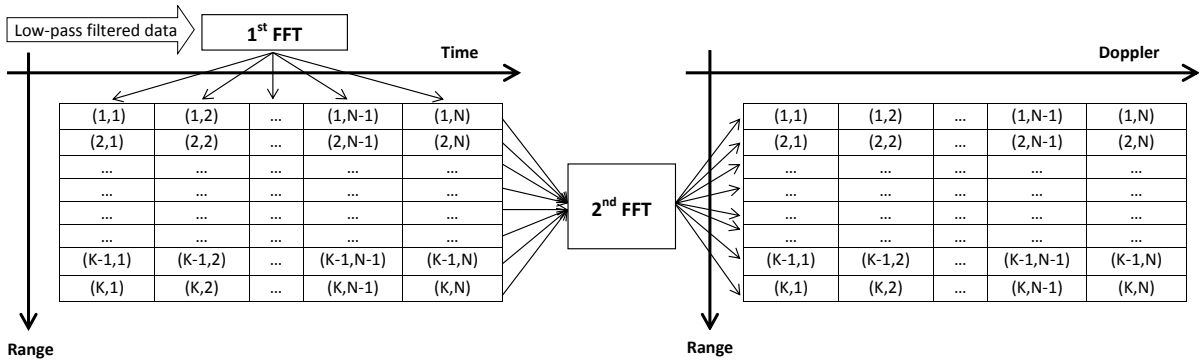 Low-pass filtered data
1st FFT
Time
(1,1) (1,2) ... (1,N-1) (1,N)
(2,1) (2,2) ... (2,N-1) (2,N)
... ... ... ... ...
... ... ... ... ...
... ... ... ... ...
... ... ... ... ...
(K-1,1) (K-1,2) ... (K-1,N-1) (K-1,N)
(K,1) (K,2) ... (K,N-1) (K,N)
Range
2nd FFT
Doppler
(1,1) (1,2) ... (1,N-1) (1,N)
(2,1) (2,2) ... (2,N-1) (2,N)
... ... ... ... ...
... ... ... ... ...
... ... ... ... ...
... ... ... ... ...
(K-1,1) (K-1,2) ... (K-1,N-1) (K-1,N)
(K,1) (K,2) ... (K,N-1) (K,N)
Range